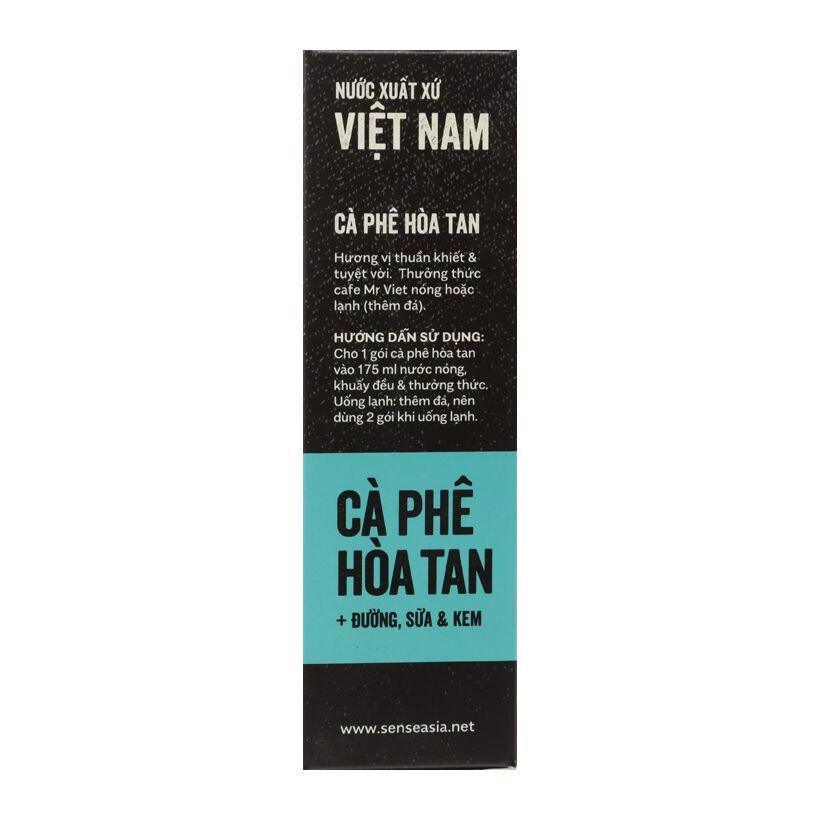 NƯỚC XUẤT XỨ
VIỆT NAM
CÀ PHÊ HÒA TAN
Hương vị thuần khiết &
tuyệt vời. Thưởng thức
cafe Mr Viet nóng hoặc
lạnh (thêm đá).
HƯỚNG DẪN SỬ DỤNG:
Cho 1 gói cà phê hòa tan
vào 175 ml nước nóng,
khuấy đều & thưởng thức.
Uống lạnh: thêm đá, nên
dùng 2 gói khi uống lạnh.
CÀ PHÊ
HÒA TAN
+ ĐƯỜNG, SỮA & KEM
www.senseasia.net